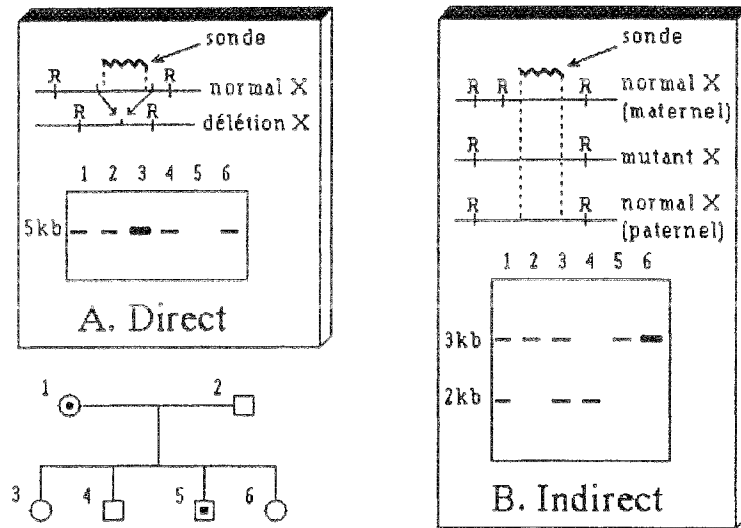 sonde
R R normal X
R R délétion X
1 2 3 4 5 6
5kb
A. Direct
1 2
3 4 5 6
sonde
R R normal X
(maternel)
R R mutant X
R R normal X
(paternel)
1 2 3 4 5 6
3kb
2kb
B. Indirect